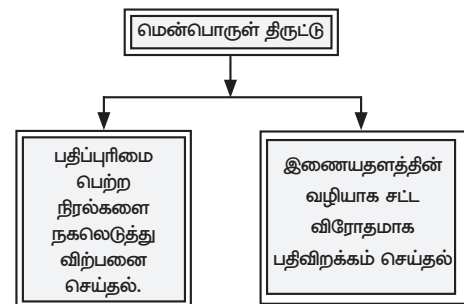 மென்பொருள் திருட்டு
பதிப்புரிமை
பெற்ற
நிரல்களை
நகலெடுத்து
விற்பனை
செய்தல்.
இணையதளத்தின்
வழியாக சட்ட
விரோதமாக
பதிவிறக்கம் செய்தல்